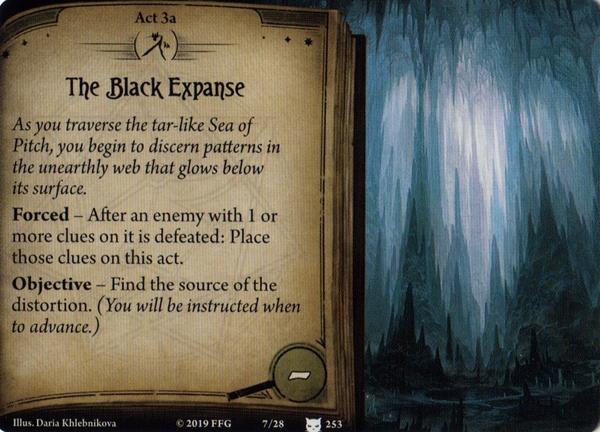 Act 3a
The Black Expanse
As you traverse the tar-like Sea of
Pitch, you begin to discern patterns in
the unearthly web that glows below
its surface.
Forced – After an enemy with 1 or
more clues on it is defeated: Place
those clues on this act.
Objective – Find the source of the
distortion. (You will be instructed when
to advance.)
–
Illus. Daria Khlebnikova © 2019 FFG 7/28 253